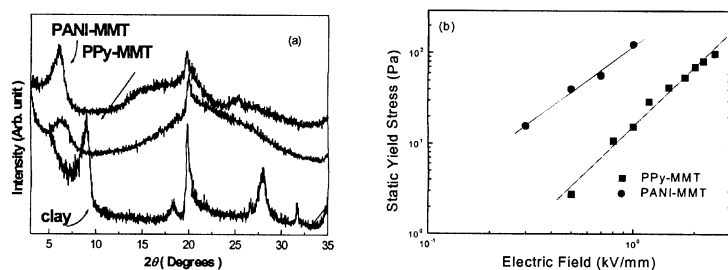 (a)
PANI-MMT
PPy-MMT
clay
Intensity (Arb. unit)
5 10 15 20 25 30 35
2θ( Degrees )
(b)
Static Yield Stress (Pa)
10²
10¹
10⁰
PPy-MMT
PANI-MMT
10⁻¹ 10⁰
Electric Field (kV/mm)